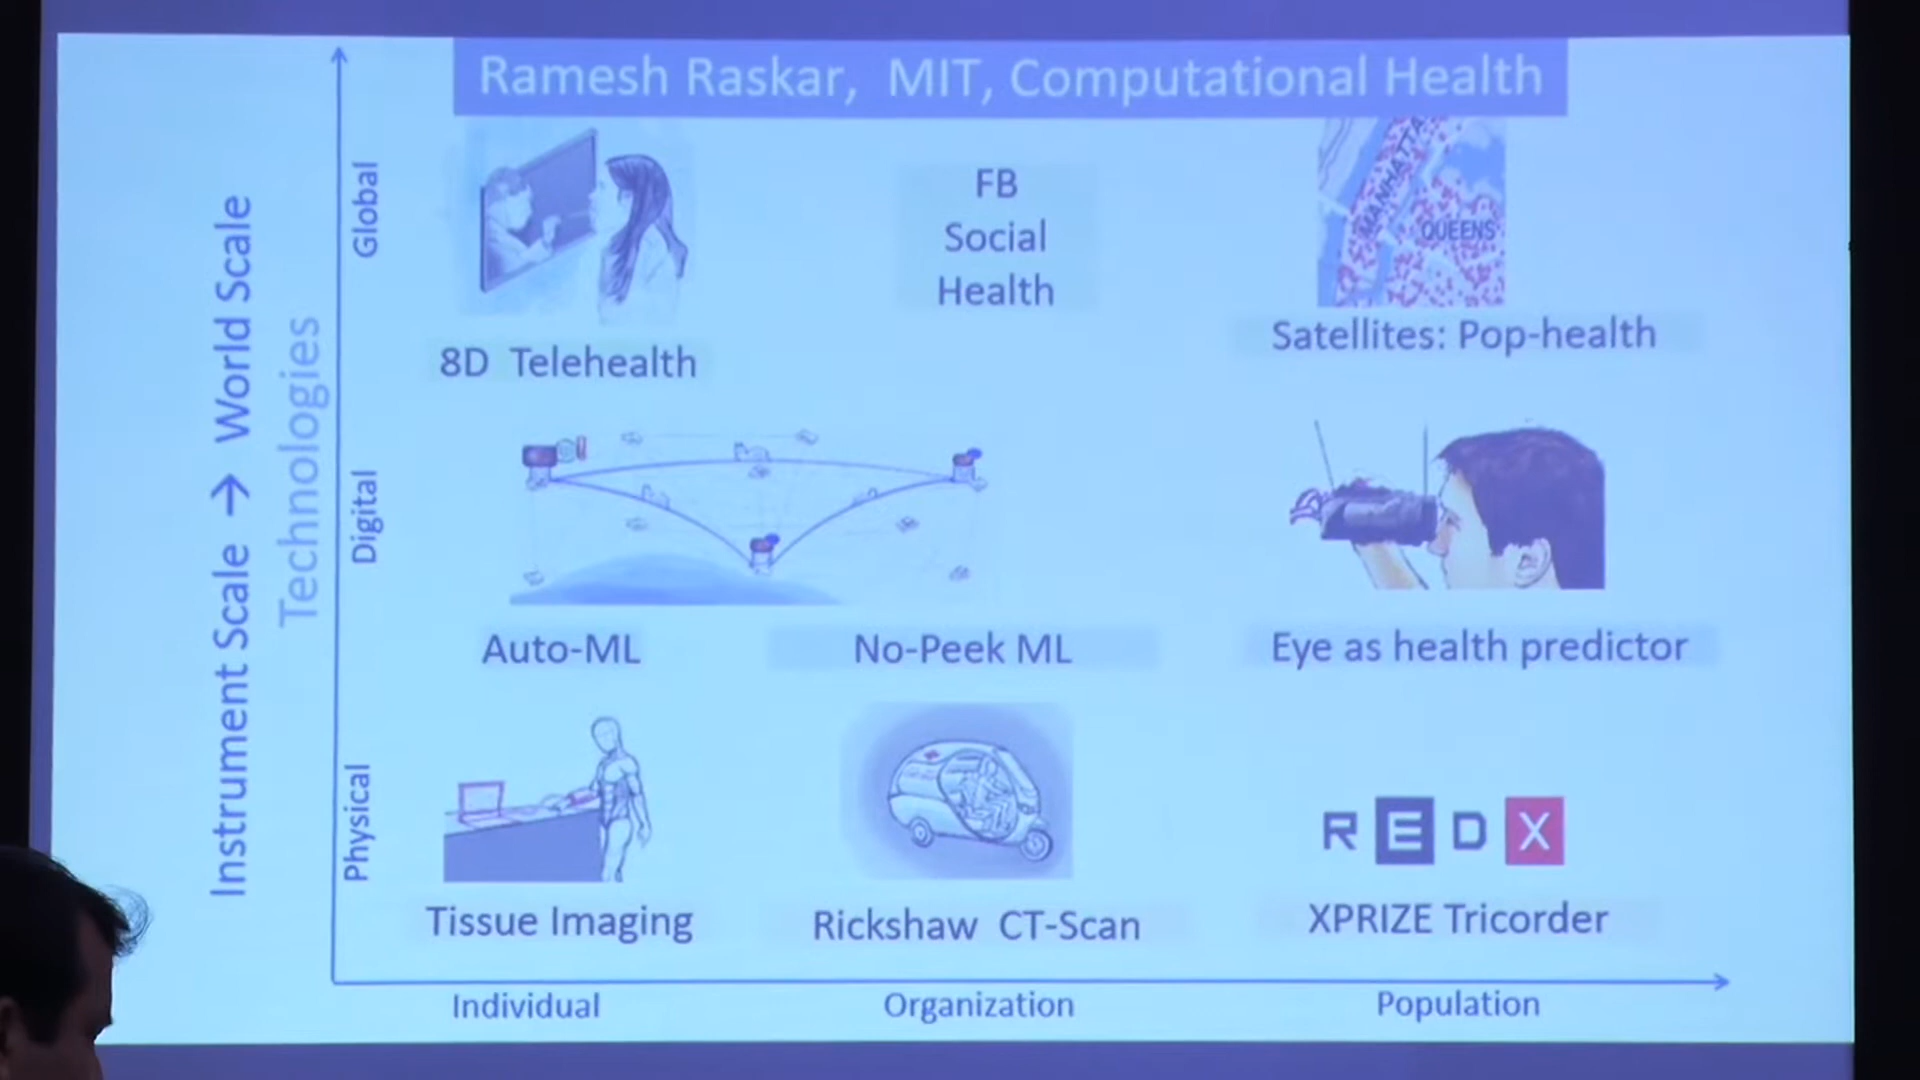 Ramesh Raskar, MIT, Computational Health
Instrument Scale → World Scale
Technologies
Global
Digital
Physical
8D Telehealth
FB
Social
Health
MANHATTA
QUEENS
Satellites: Pop-health
Auto-ML
No-Peek ML
Eye as health predictor
Tissue Imaging
Rickshaw CT-Scan
R E D X
XPRIZE Tricorder
Individual
Organization
Population